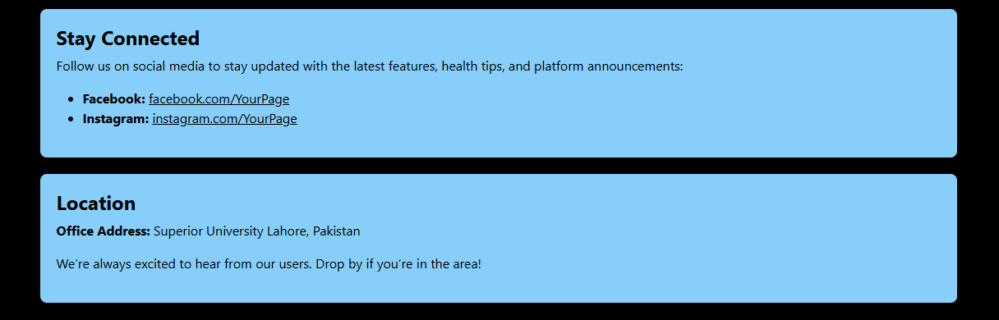 Stay Connected
Follow us on social media to stay updated with the latest features, health tips, and platform announcements:
Facebook: facebook.com/YourPage
Instagram: instagram.com/YourPage
Location
Office Address: Superior University Lahore, Pakistan
We’re always excited to hear from our users. Drop by if you’re in the area!